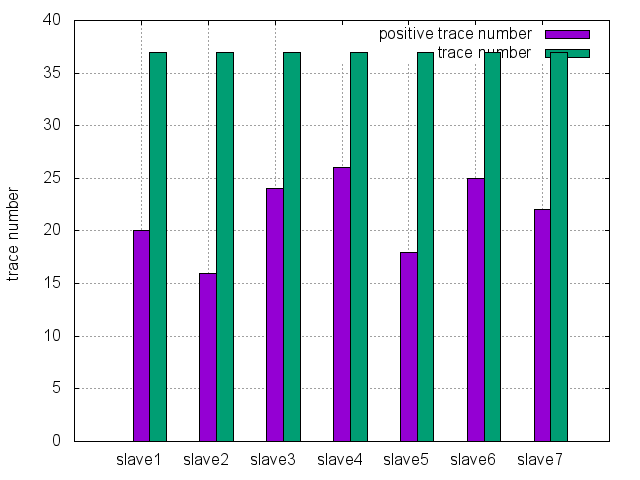 40
positive trace number
trace number
35
30
25
20
15
10
5
0
trace number
slave1 slave2 slave3 slave4 slave5 slave6 slave7